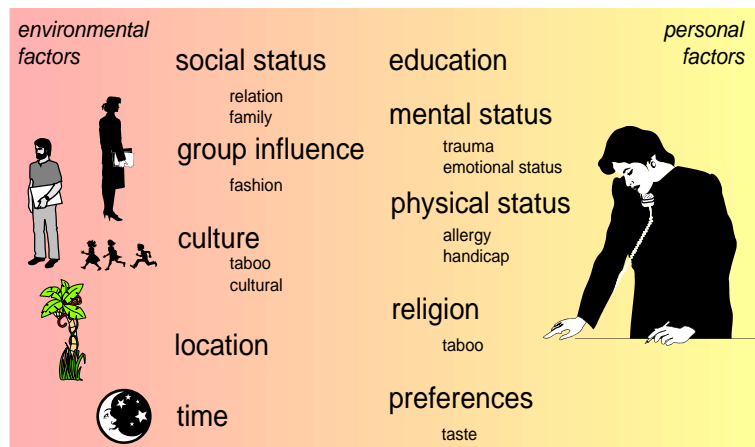 environmental
factors
social status
relation
family
group influence
fashion
culture
taboo
cultural
location
time
education
mental status
trauma
emotional status
physical status
allergy
handicap
religion
taboo
preferences
taste
personal
factors